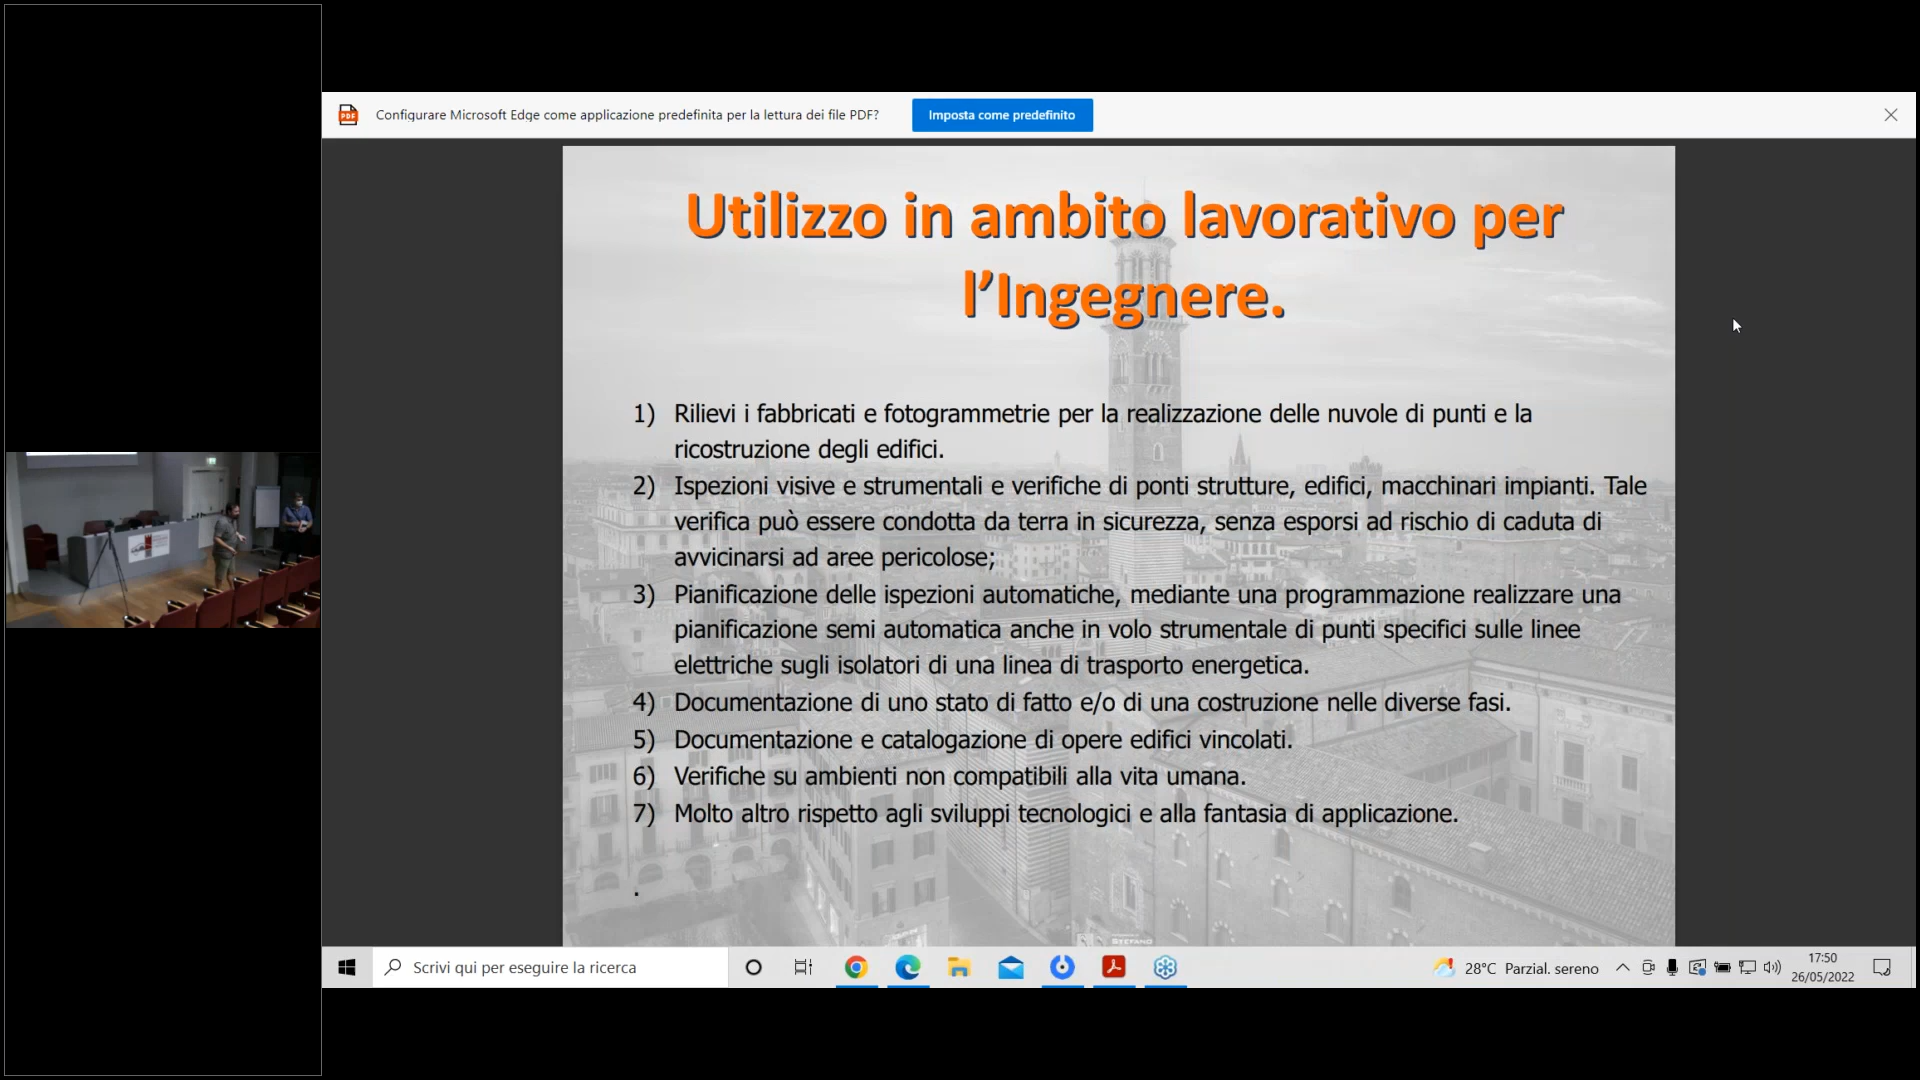 Configurare Microsoft Edge come applicazione predefinita per la lettura dei file PDF?
Imposta come predefinito
Utilizzo in ambito lavorativo per
l’Ingegnere.
1) Rilievi i fabbricati e fotogrammetrie per la realizzazione delle nuvole di punti e la
ricostruzione degli edifici.
2) Ispezioni visive e strumentali e verifiche di ponti strutture, edifici, macchinari impianti. Tale
verifica può essere condotta da terra in sicurezza, senza esporsi ad rischio di caduta di
avvicinarsi ad aree pericolose;
3) Pianificazione delle ispezioni automatiche, mediante una programmazione realizzare una
pianificazione semi automatica anche in volo strumentale di punti specifici sulle linee
elettriche sugli isolatori di una linea di trasporto energetica.
4) Documentazione di uno stato di fatto e/o di una costruzione nelle diverse fasi.
5) Documentazione e catalogazione di opere edifici vincolati.
6) Verifiche su ambienti non compatibili alla vita umana.
7) Molto altro rispetto agli sviluppi tecnologici e alla fantasia di applicazione.
.
STEFANO
Scrivi qui per eseguire la ricerca
28°C Parzial. sereno
17:50
26/05/2022